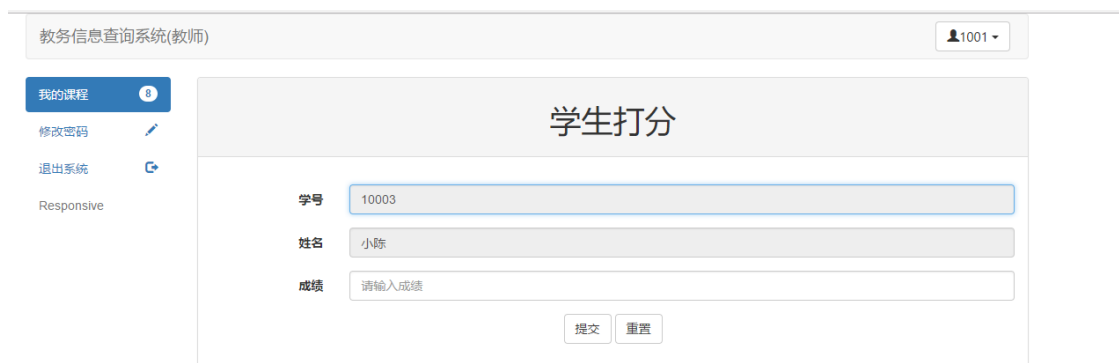 教务信息查询系统(教师)
1001
我的课程 8
修改密码
退出系统
Responsive
学生打分
学号 10003
姓名 小陈
成绩 请输入成绩
提交 重置